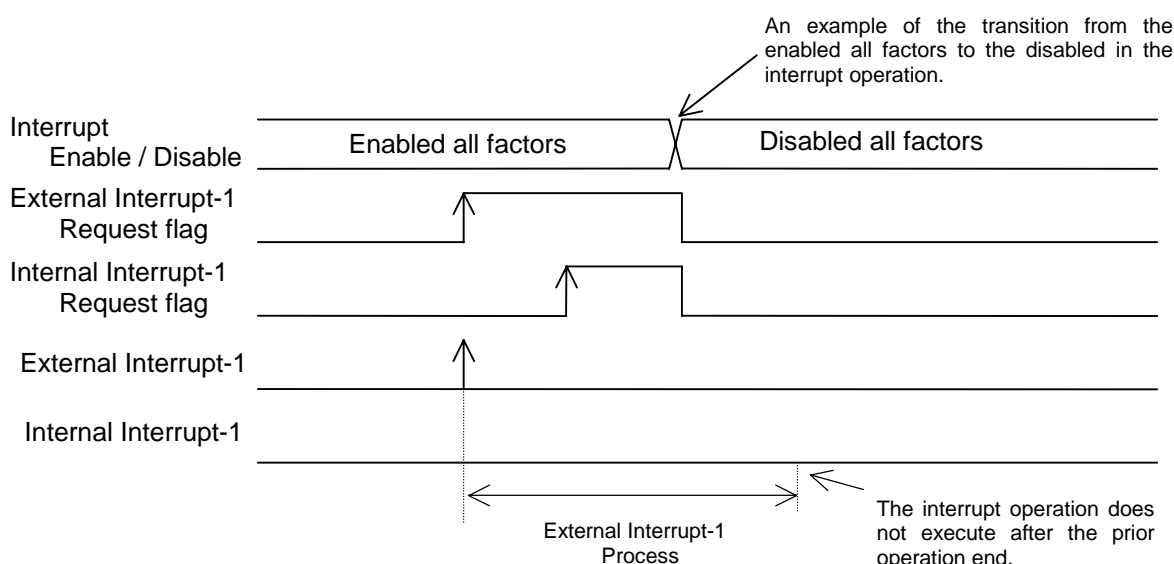 An example of the transition from the
enabled all factors to the disabled in the
interrupt operation.
Interrupt
Enable / Disable
Enabled all factors
Disabled all factors
External Interrupt-1
Request flag
Internal Interrupt-1
Request flag
External Interrupt-1
Internal Interrupt-1
External Interrupt-1
Process
The interrupt operation does
not execute after the prior
operation end.